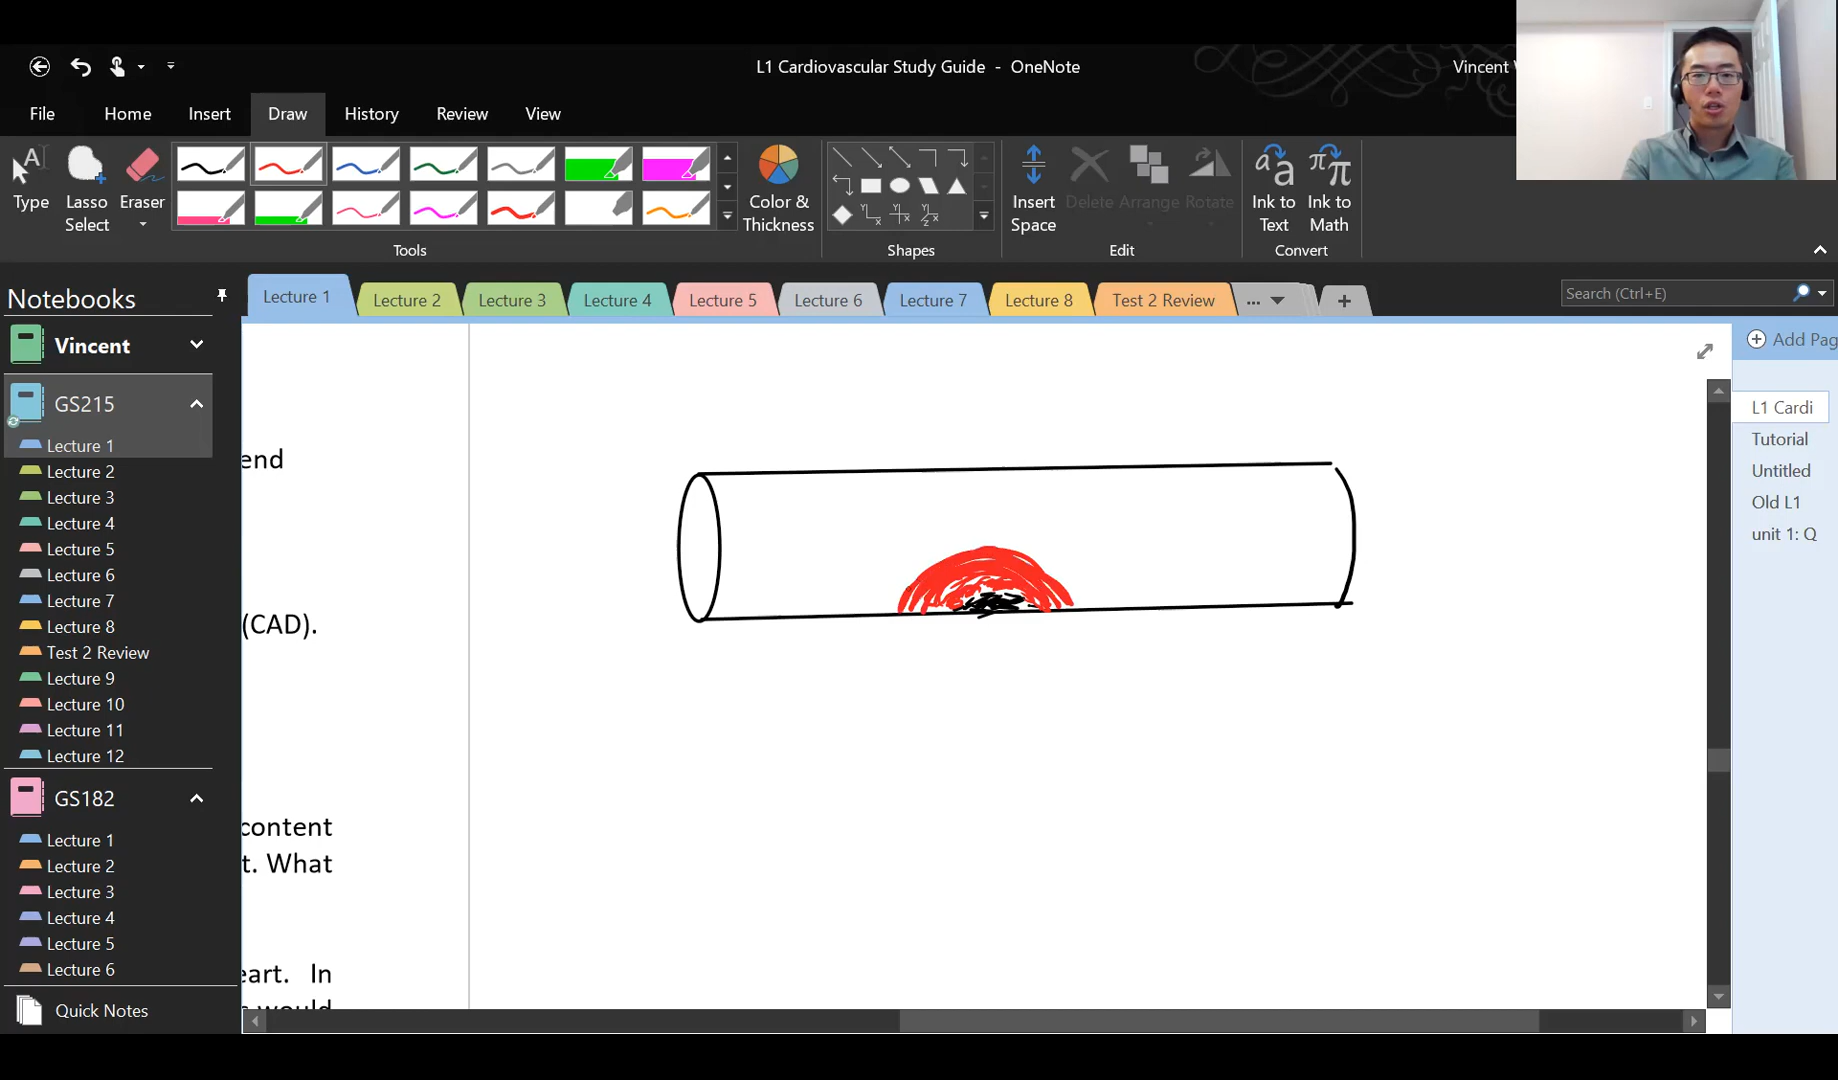 L1 Cardiovascular Study Guide - OneNote
Vincent
File Home Insert Draw History Review View
Type
Lasso Select
Eraser
Color & Thickness
Insert Space
Delete Arrange Rotate
Ink to Text
Ink to Math
Tools
Shapes
Edit
Convert
Notebooks
Lecture 1 Lecture 2 Lecture 3 Lecture 4 Lecture 5 Lecture 6 Lecture 7 Lecture 8 Test 2 Review ...
Search (Ctrl+E)
Vincent
GS215
Lecture 1
Lecture 2
Lecture 3
Lecture 4
Lecture 5
Lecture 6
Lecture 7
Lecture 8
Test 2 Review
Lecture 9
Lecture 10
Lecture 11
Lecture 12
GS182
Lecture 1
Lecture 2
Lecture 3
Lecture 4
Lecture 5
Lecture 6
Quick Notes
end
(CAD).
content
t. What
eart. In
would
Add Pag
L1 Cardi
Tutorial
Untitled
Old L1
unit 1: Q